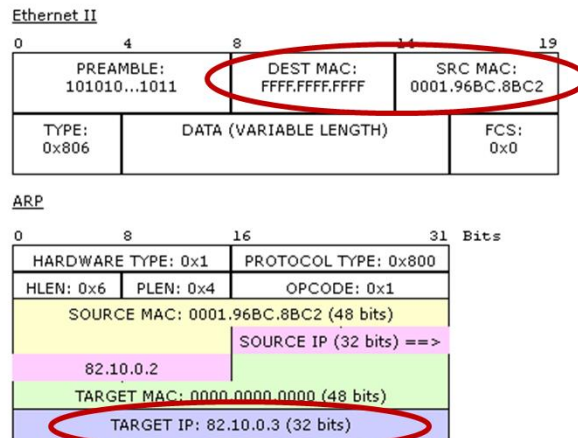 Ethernet II
0 4 8 14 19
PREAMBLE: DEST MAC: SRC MAC:
101010...1011 FFFF.FFFF.FFFF 0001.96BC.8BC2
TYPE: DATA (VARIABLE LENGTH) FCS:
0x806 0x0
ARP
0 8 16 31 Bits
HARDWARE TYPE: 0x1 PROTOCOL TYPE: 0x800
HLEN: 0x6 PLEN: 0x4 OPCODE: 0x1
SOURCE MAC: 0001.96BC.8BC2 (48 bits)
SOURCE IP (32 bits) ==>
82.10.0.2
TARGET MAC: 0000.0000.0000 (48 bits)
TARGET IP: 82.10.0.3 (32 bits)